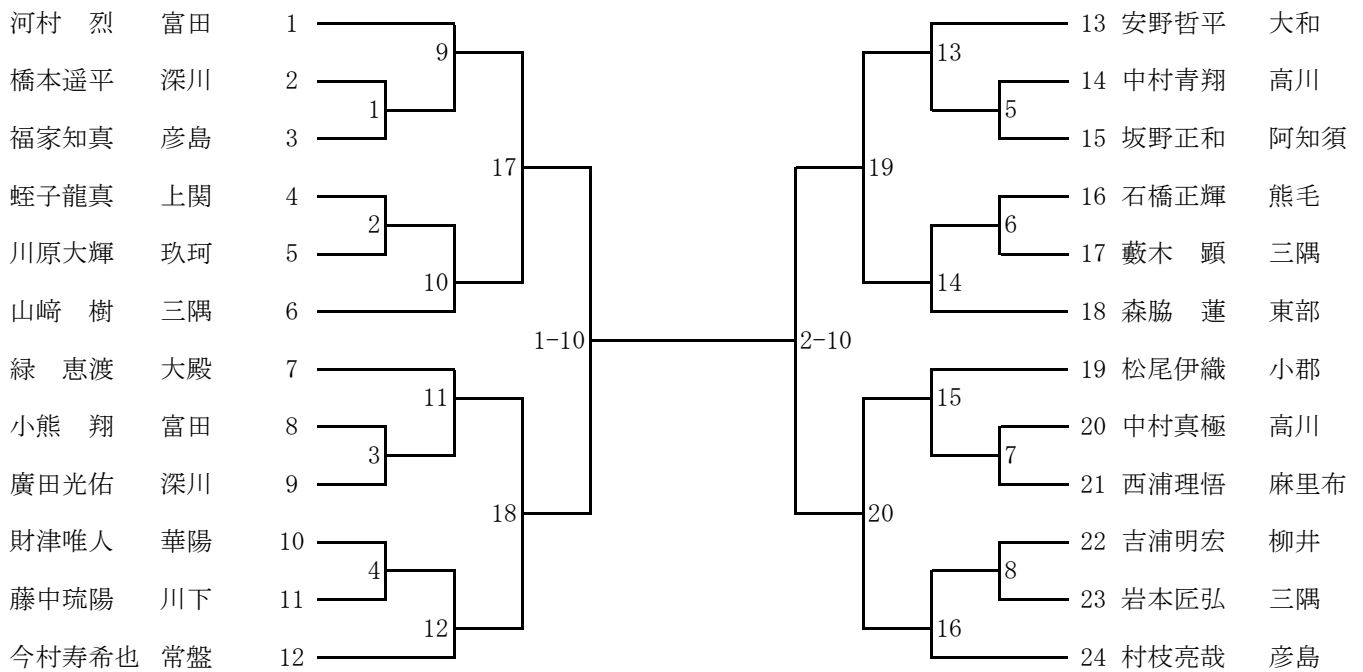 河村　烈　富田　1
橋本遥平　深川　2
福家知真　彦島　3
蛭子龍真　上関　4
川原大輝　玖珂　5
山﨑　樹　三隅　6
緑　恵渡　大殿　7
小熊　翔　富田　8
廣田光佑　深川　9
財津唯人　華陽　10
藤中琉陽　川下　11
今村寿希也　常盤　12
9
1
17
2
10
1-10
11
3
18
4
12
13
5
19
6
14
2-10
15
7
20
8
16
13　安野哲平　大和
14　中村青翔　高川
15　坂野正和　阿知須
16　石橋正輝　熊毛
17　藪木　顕　三隅
18　森脇　蓮　東部
19　松尾伊織　小郡
20　中村真極　高川
21　西浦理悟　麻里布
22　吉浦明宏　柳井
23　岩本匠弘　三隅
24　村枝亮哉　彦島